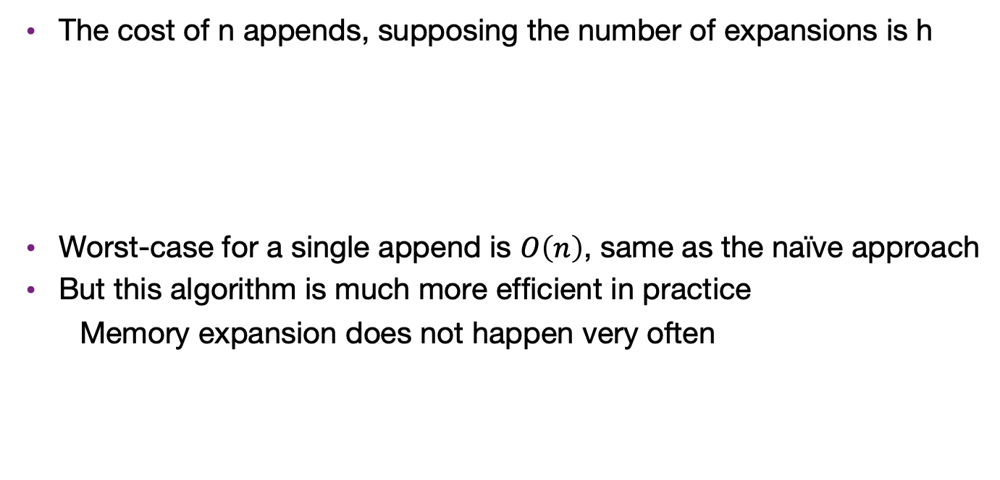 • The cost of n appends, supposing the number of expansions is h
• Worst-case for a single append is O(n), same as the naïve approach
• But this algorithm is much more efficient in practice
Memory expansion does not happen very often